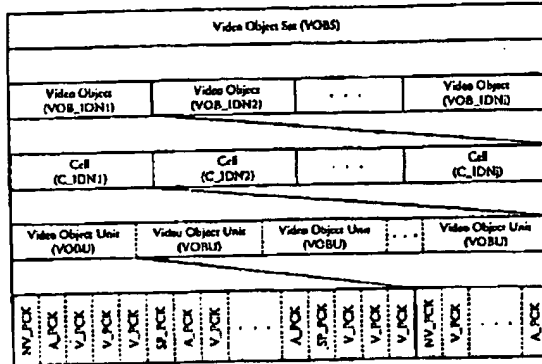 Video Object Set (VOBS)
Video Object (VOB_IDN1)
Video Object (VOB_IDN2)
. . .
Video Object (VOB_IDNi)
Cell (C_IDN1)
Cell (C_IDN2)
. . .
Cell (C_IDNj)
Video Object Unit (VOBU)
Video Object Unit (VOBU)
Video Object Unit (VOBU)
. . .
Video Object Unit (VOBU)
NV_PCK
A_PCK
V_PCK
V_PCK
V_PCK
SP_PCK
A_PCK
V_PCK
. . . .
A_PCK
SP_PCK
V_PCK
V_PCK
V_PCK
NV_PCK
V_PCK
. . . .
A_PCK